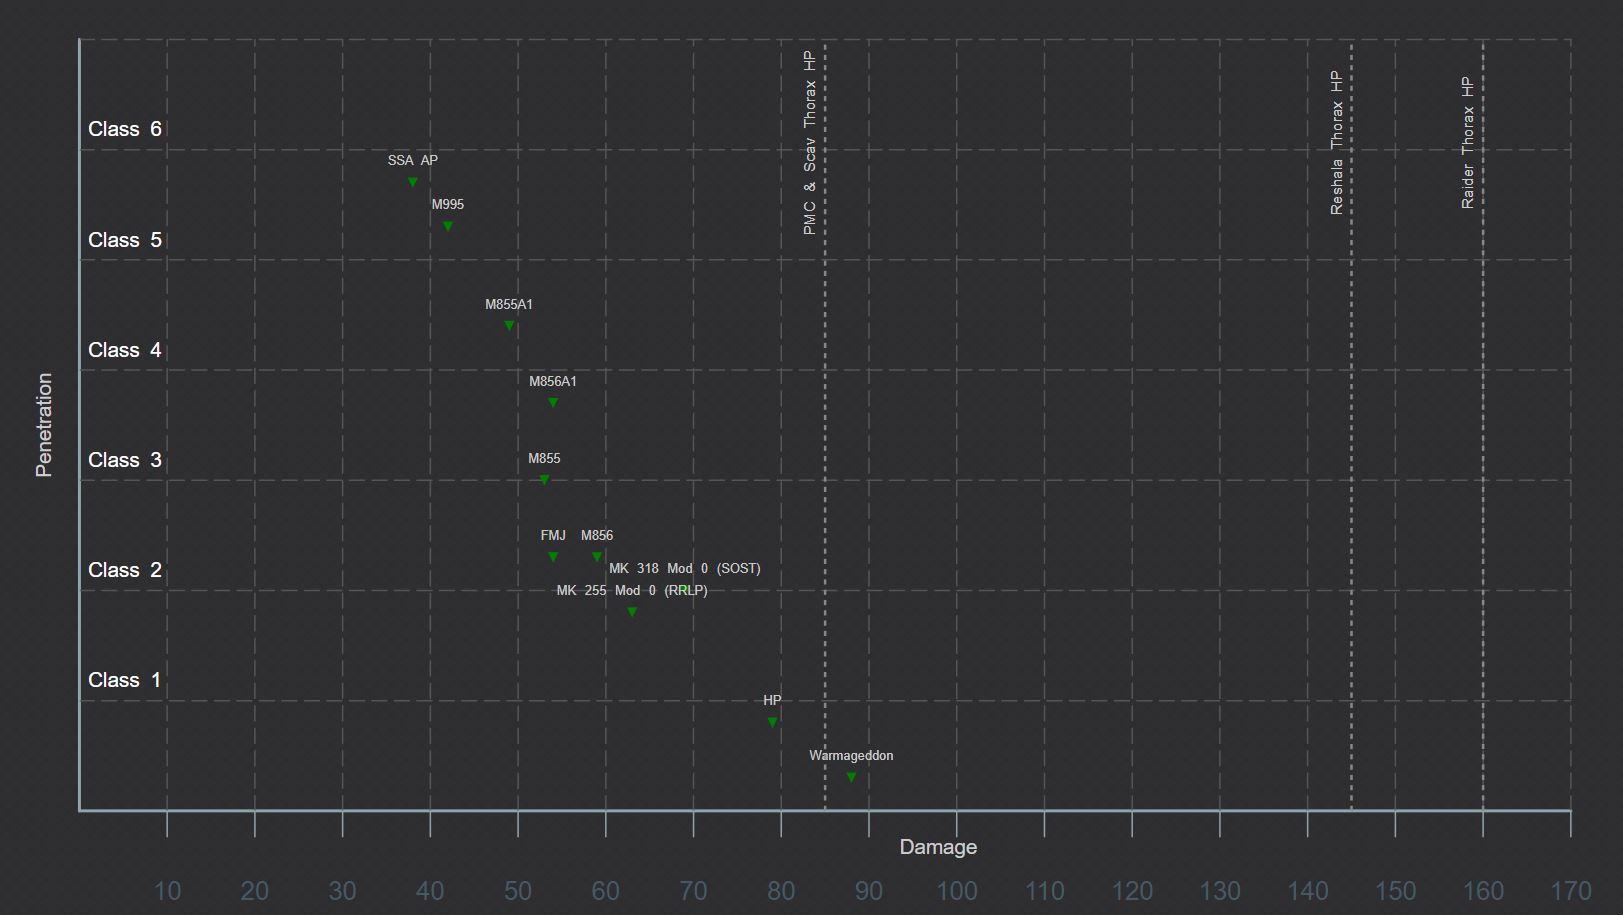 PMC & Scav Thorax HP
Reshala Thorax HP
Raider Thorax HP
Class 6
SSA AP
M995
Class 5
M855A1
Class 4
M856A1
Penetration
Class 3
M855
FMJ
M856
Class 2
MK 318 Mod 0 (SOST)
MK 255 Mod 0 (RRLP)
Class 1
HP
Warmageddon
Damage
10 20 30 40 50 60 70 80 90 100 110 120 130 140 150 160 170